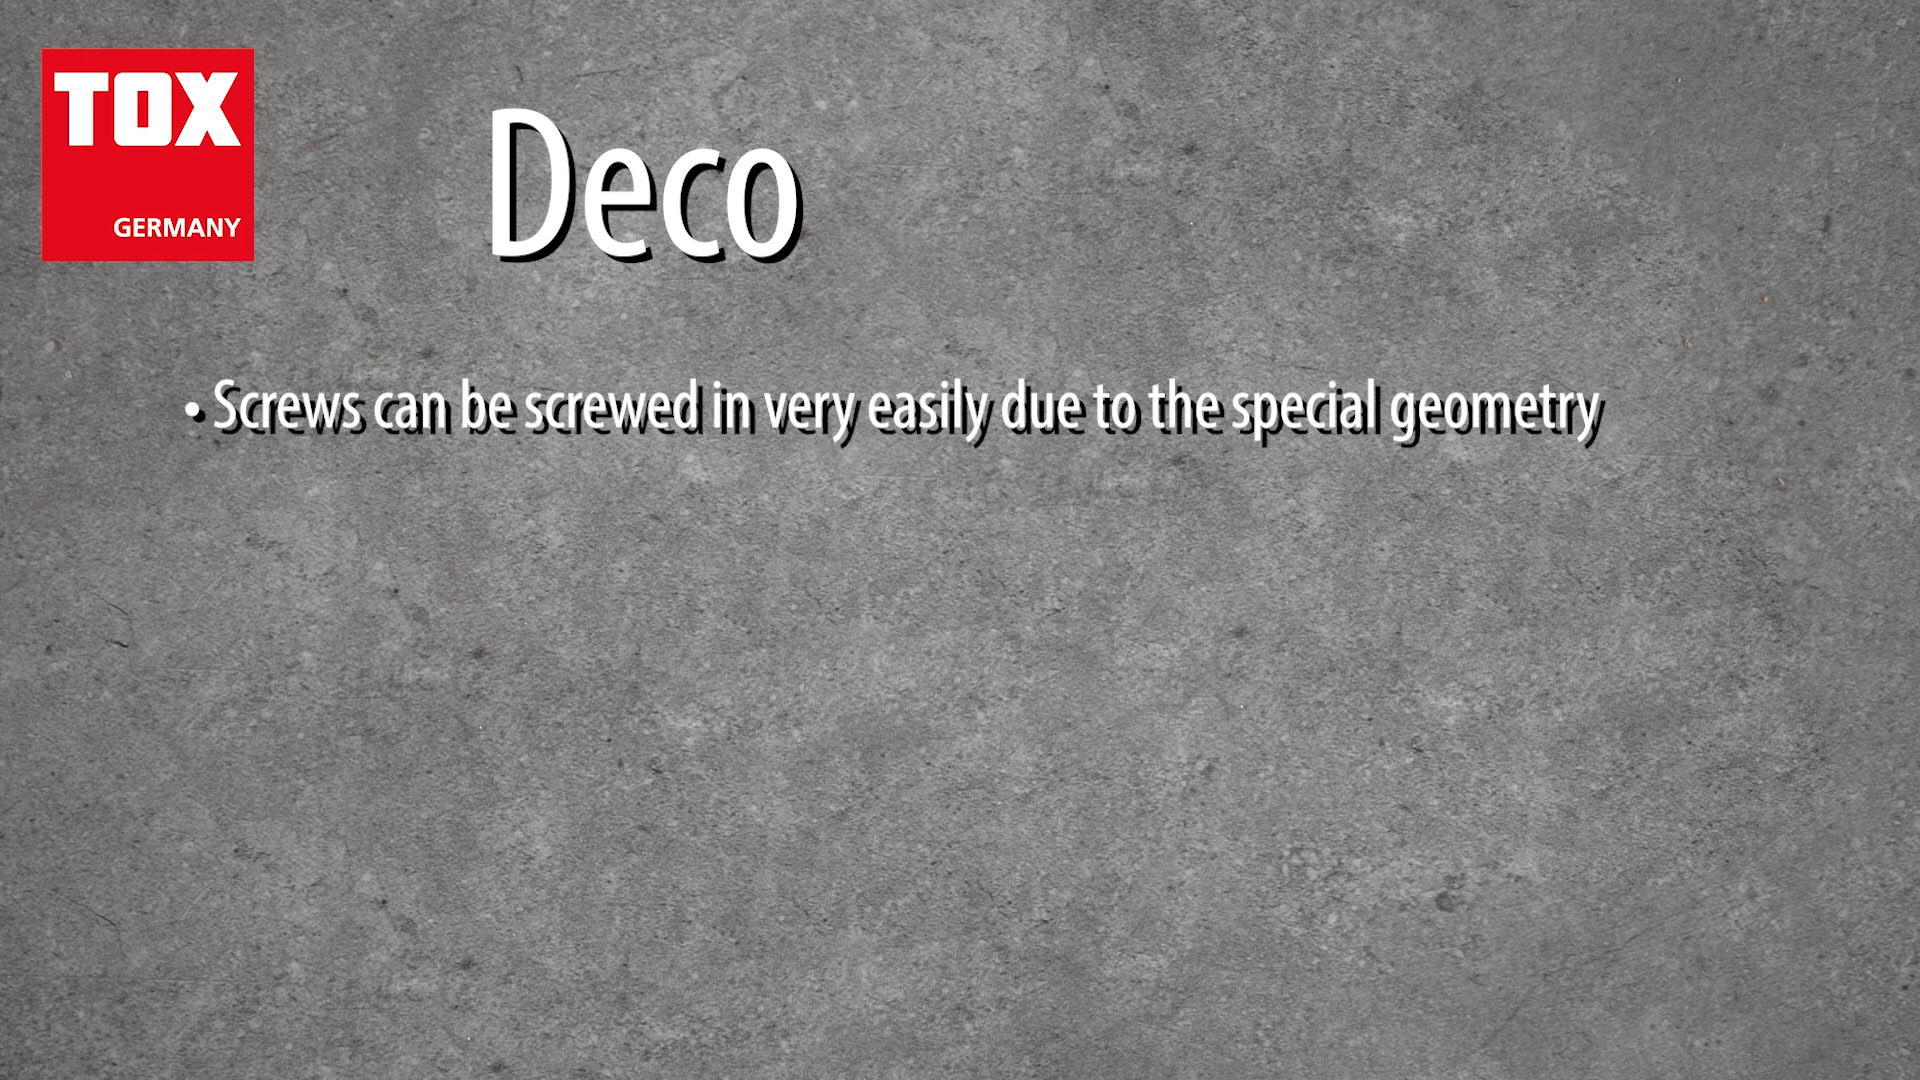 TOX
GERMANY
Deco
• Screws can be screwed in very easily due to the special geometry